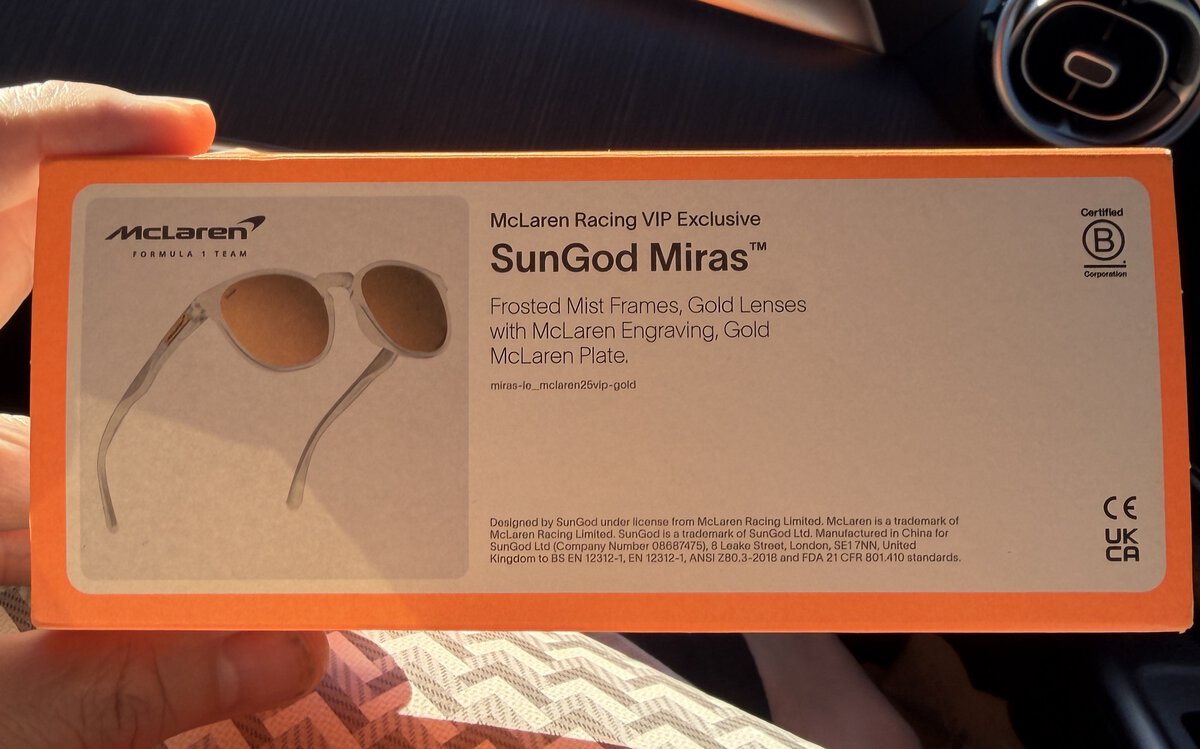 McLaren
FORMULA 1 TEAM
McLaren Racing VIP Exclusive
SunGod Miras™
Frosted Mist Frames, Gold Lenses
with McLaren Engraving, Gold
McLaren Plate.
miras-le_mclaren25vip-gold
Designed by SunGod under license from McLaren Racing Limited. McLaren is a trademark of
McLaren Racing Limited. SunGod is a trademark of SunGod Ltd. Manufactured in China for
SunGod Ltd (Company Number 08687475), 8 Leake Street, London, SE1 7NN, United
Kingdom to BS EN 12312-1, EN 12312-1, ANSI Z80.3-2018 and FDA 21 CFR 801.410 standards.
Certified
B
Corporation
CE
UK
CA